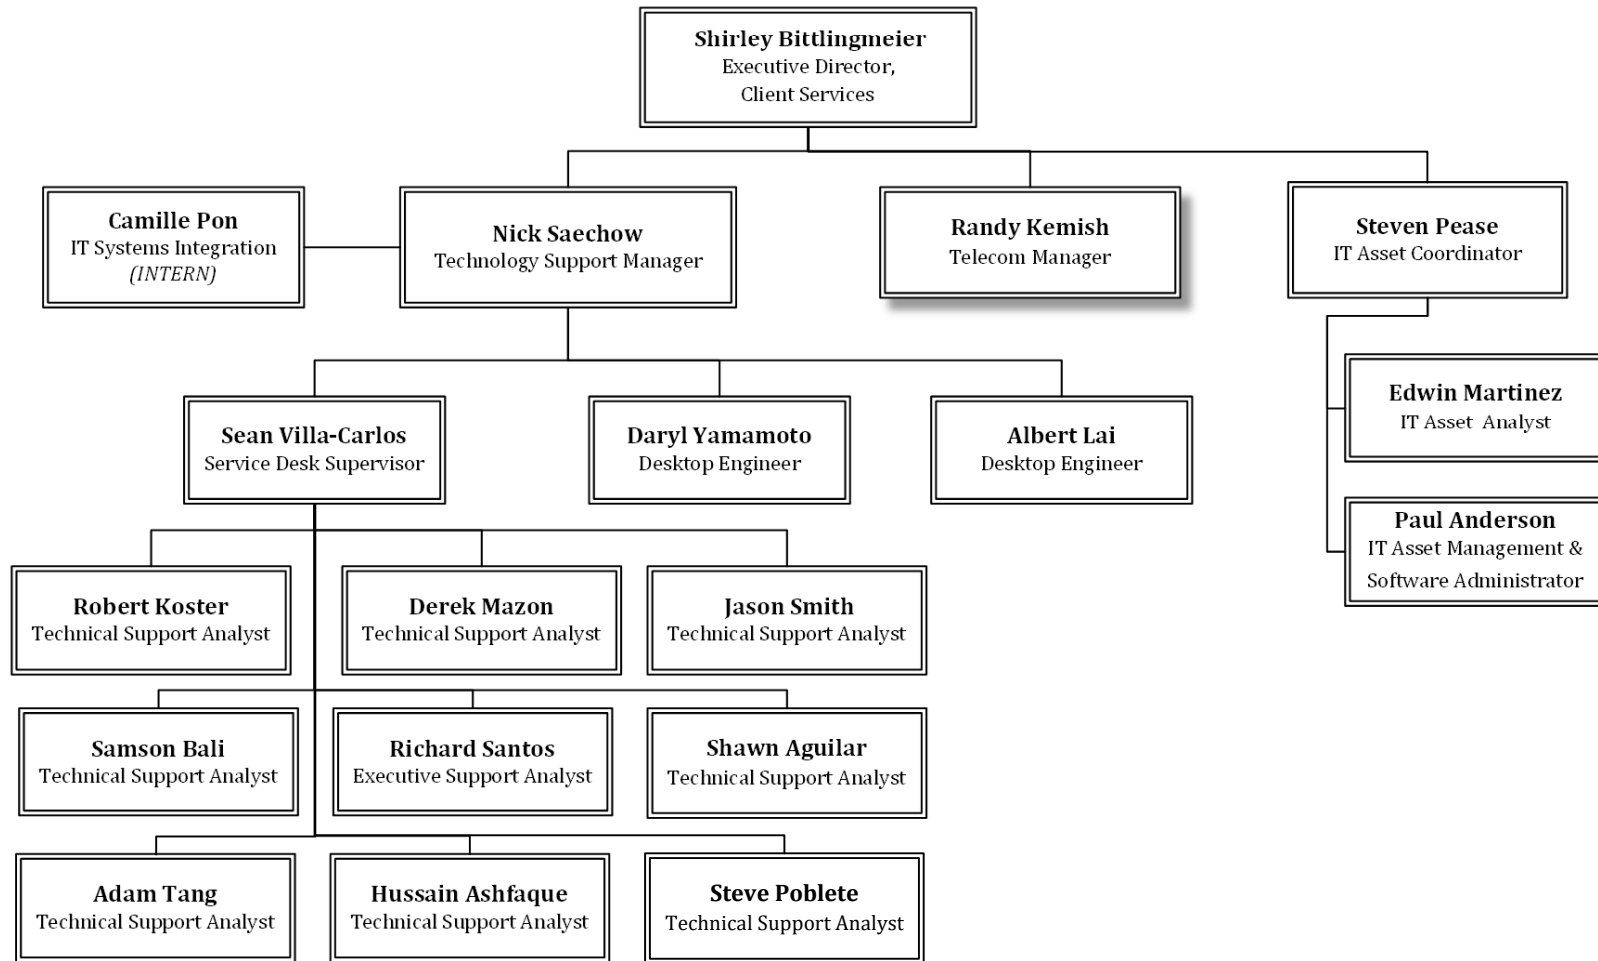 Shirley Bittlingmeier
Executive Director,
Client Services
Camille Pon
IT Systems Integration
(INTERN)
Nick Saechow
Technology Support Manager
Randy Kemish
Telecom Manager
Steven Pease
IT Asset Coordinator
Edwin Martinez
IT Asset Analyst
Sean Villa-Carlos
Service Desk Supervisor
Daryl Yamamoto
Desktop Engineer
Albert Lai
Desktop Engineer
Paul Anderson
IT Asset Management &
Software Administrator
Robert Koster
Technical Support Analyst
Derek Mazon
Technical Support Analyst
Jason Smith
Technical Support Analyst
Samson Bali
Technical Support Analyst
Richard Santos
Executive Support Analyst
Shawn Aguilar
Technical Support Analyst
Adam Tang
Technical Support Analyst
Hussain Ashfaque
Technical Support Analyst
Steve Poblete
Technical Support Analyst